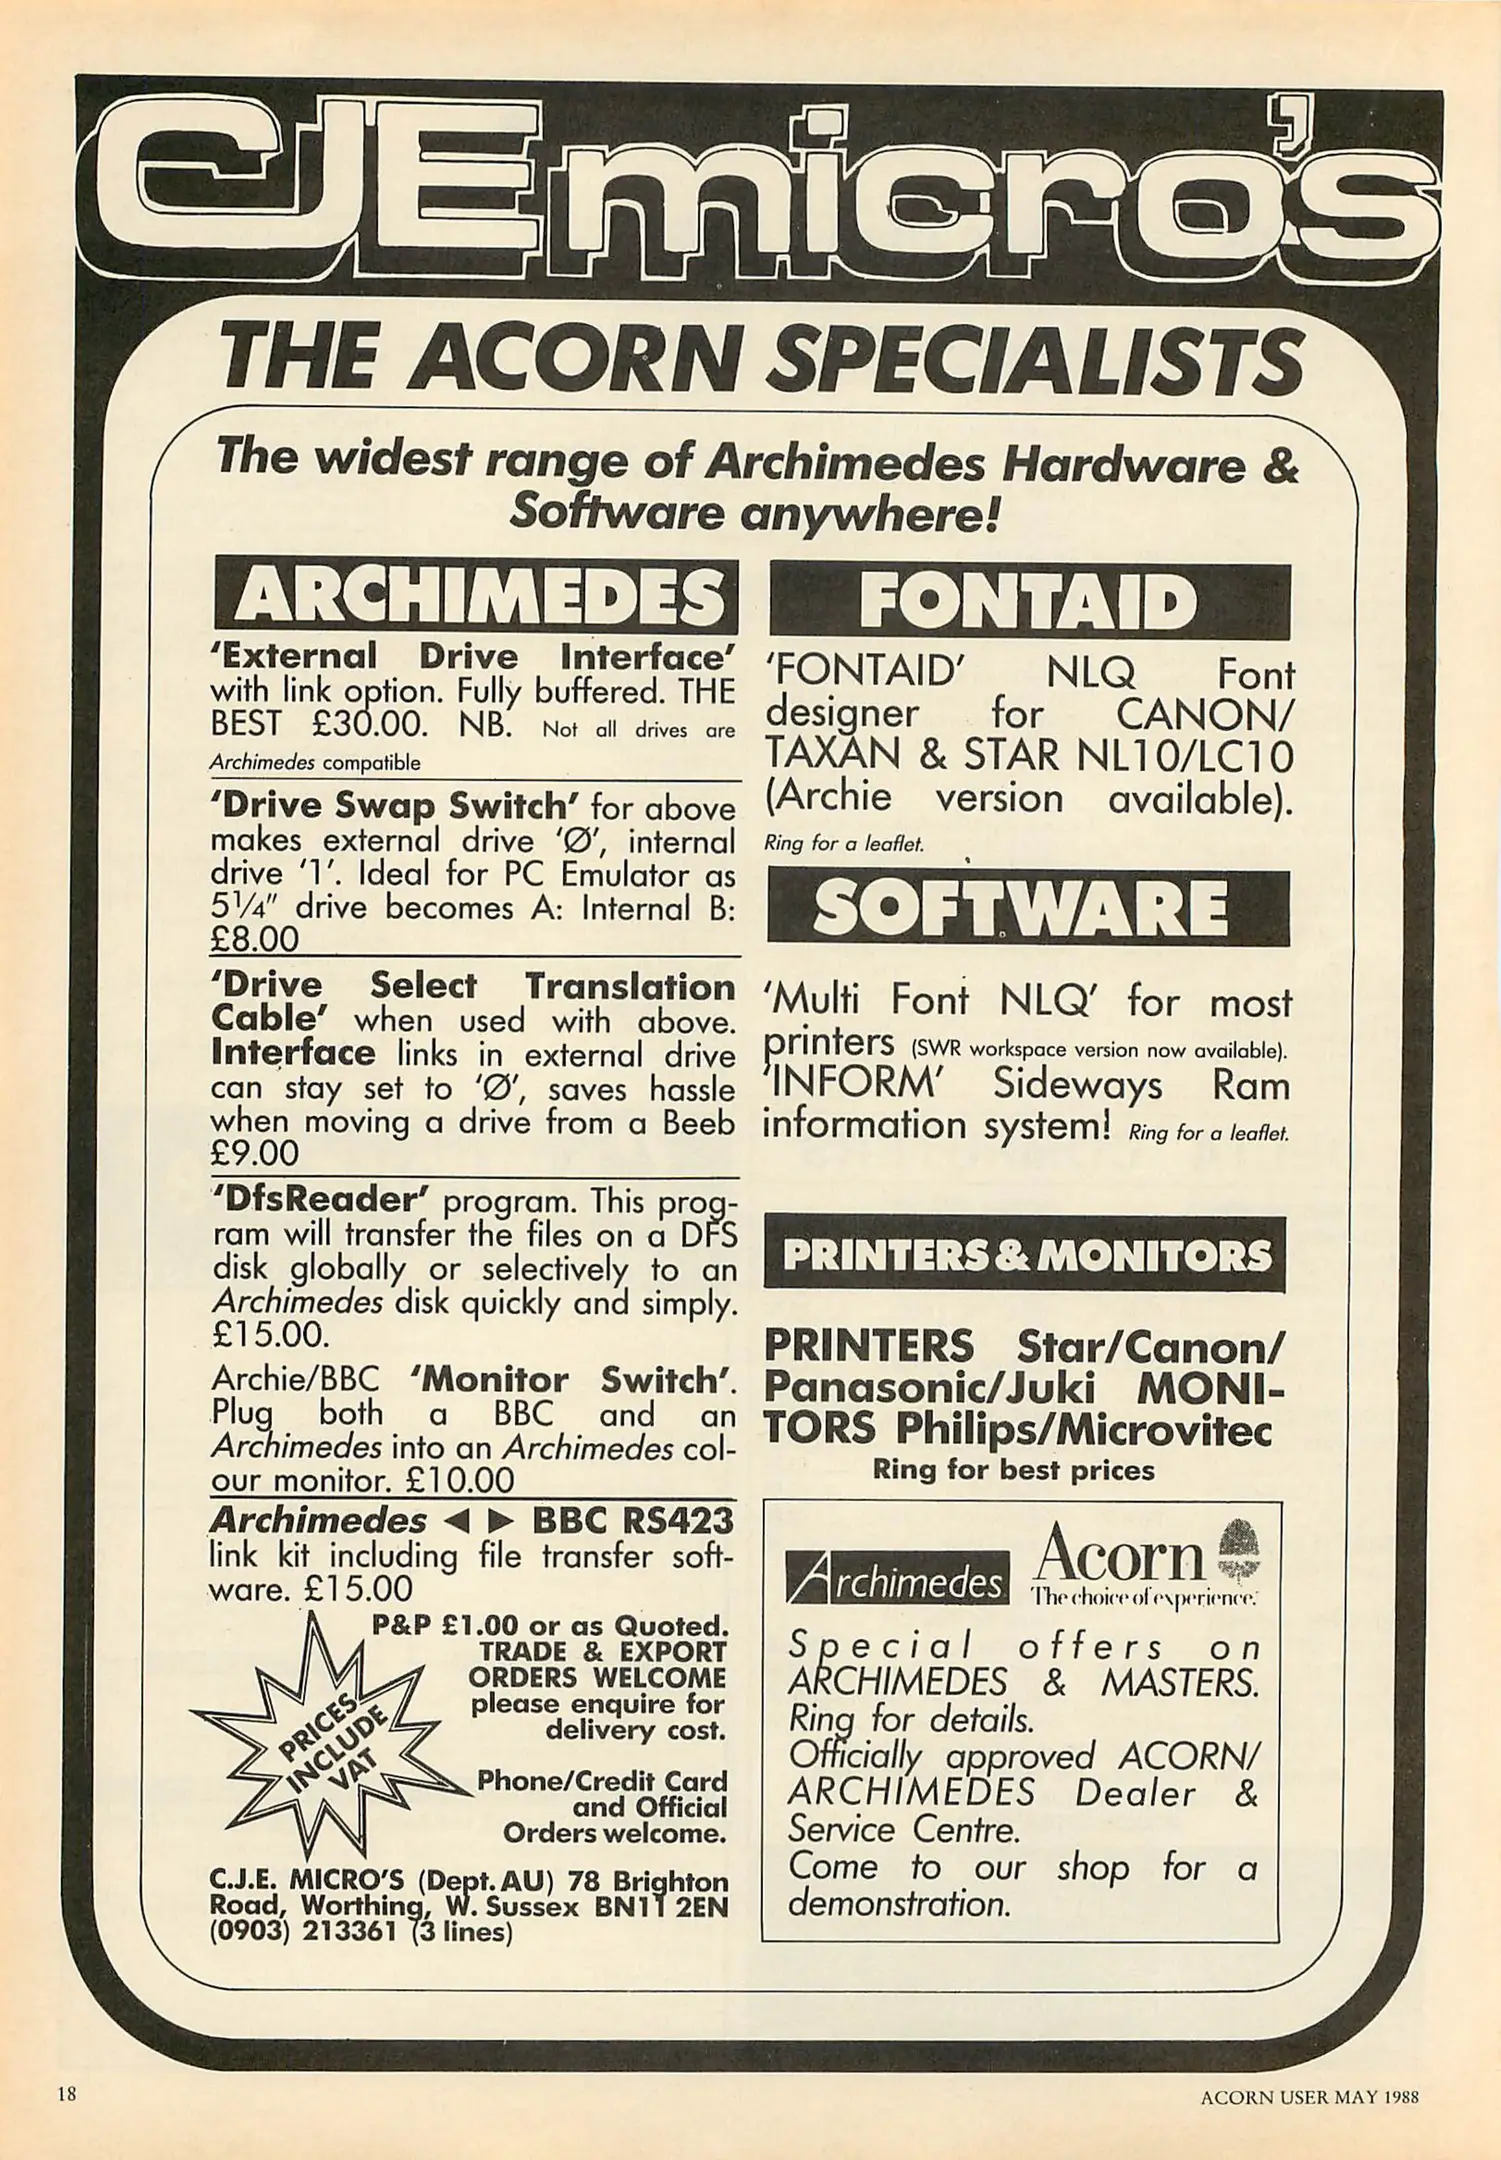 CJEmicro's
THE ACORN SPECIALISTS
The widest range of Archimedes Hardware &
Software anywhere!
ARCHIMEDES
'External Drive Interface'
with link option. Fully buffered. THE
BEST £30.00. NB. Not all drives are
Archimedes compatible
'Drive Swap Switch' for above
makes external drive 'Ø', internal
drive '1'. Ideal for PC Emulator as
5¼" drive becomes A: Internal B:
£8.00
'Drive Select Translation
Cable' when used with above.
Interface links in external drive
can stay set to 'Ø', saves hassle
when moving a drive from a Beeb
£9.00
'DfsReader' program. This prog-
ram will transfer the files on a DFS
disk globally or selectively to an
Archimedes disk quickly and simply.
£15.00.
Archie/BBC 'Monitor Switch'.
Plug both a BBC and an
Archimedes into an Archimedes col-
our monitor. £10.00
Archimedes ◄ ► BBC RS423
link kit including file transfer soft-
ware. £15.00
P&P £1.00 or as Quoted.
TRADE & EXPORT
ORDERS WELCOME
please enquire for
delivery cost.
PRICES
INCLUDE
VAT
Phone/Credit Card
and Official
Orders welcome.
C.J.E. MICRO'S (Dept. AU) 78 Brighton
Road, Worthing, W. Sussex BN11 2EN
(0903) 213361 (3 lines)
FONTAID
'FONTAID' NLQ Font
designer for CANON/
TAXAN & STAR NL10/LC10
(Archie version available).
Ring for a leaflet.
SOFTWARE
'Multi Font NLQ' for most
printers (SWR workspace version now available).
'INFORM' Sideways Ram
information system! Ring for a leaflet.
PRINTERS & MONITORS
PRINTERS Star/Canon/
Panasonic/Juki MONI-
TORS Philips/Microvitec
Ring for best prices
Archimedes
Acorn
The choice of experience.
Special offers on
ARCHIMEDES & MASTERS.
Ring for details.
Officially approved ACORN/
ARCHIMEDES Dealer &
Service Centre.
Come to our shop for a
demonstration.
18
ACORN USER MAY 1988